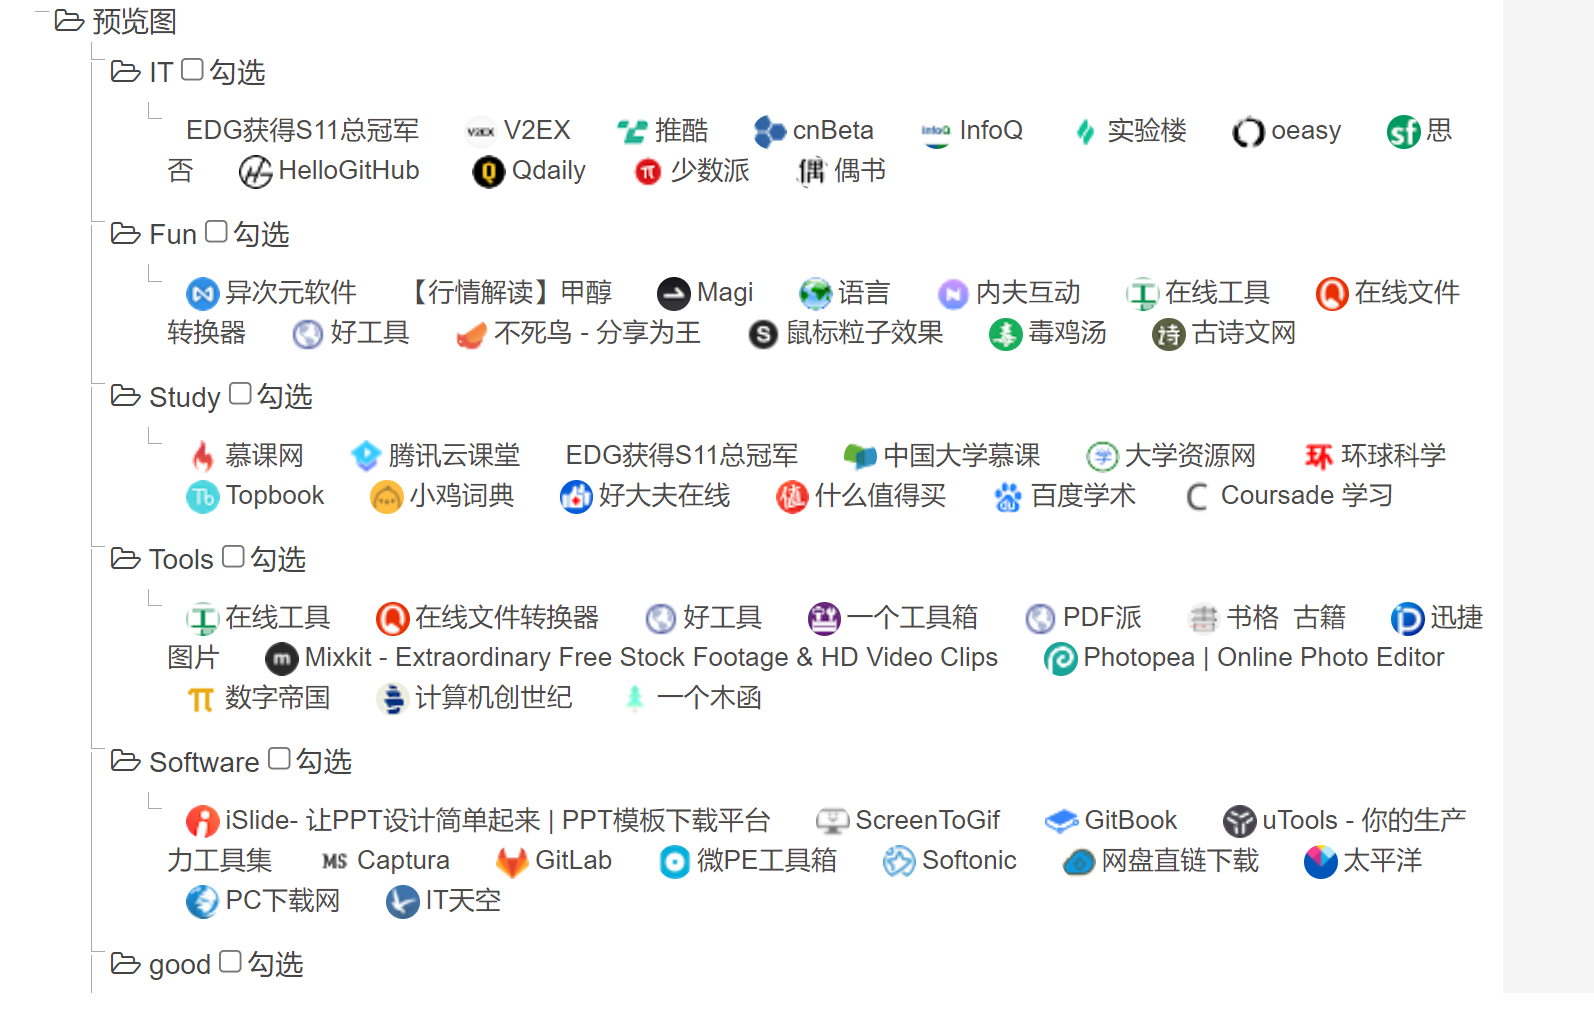 预览图
IT 勾选
EDG获得S11总冠军 V2EX V2EX 推酷 cnBeta InfoQ InfoQ 实验楼 oeasy sf 思
否 HelloGitHub Q Qdaily π 少数派 偶 偶书
Fun 勾选
异次元软件 【行情解读】甲醇 Magi 语言 N 内夫互动 工 在线工具 在线文件
转换器 好工具 不死鸟 - 分享为王 S 鼠标粒子效果 毒鸡汤 诗 古诗文网
Study 勾选
慕课网 腾讯云课堂 EDG获得S11总冠军 中国大学慕课 学 大学资源网 环 环球科学
Tb Topbook 小鸡词典 好大夫在线 值 什么值得买 du 百度学术 C Coursade 学习
Tools 勾选
工 在线工具 在线文件转换器 好工具 一个工具箱 PDF派 书格 古籍 迅捷
图片 m Mixkit - Extraordinary Free Stock Footage & HD Video Clips Photopea | Online Photo Editor
π 数字帝国 计算机创世纪 一个木函
Software 勾选
iSlide- 让PPT设计简单起来 | PPT模板下载平台 ScreenToGif GitBook uTools - 你的生产
力工具集 MS Captura GitLab 微PE工具箱 Softonic 网盘直链下载 太平洋
PC下载网 IT天空
good 勾选